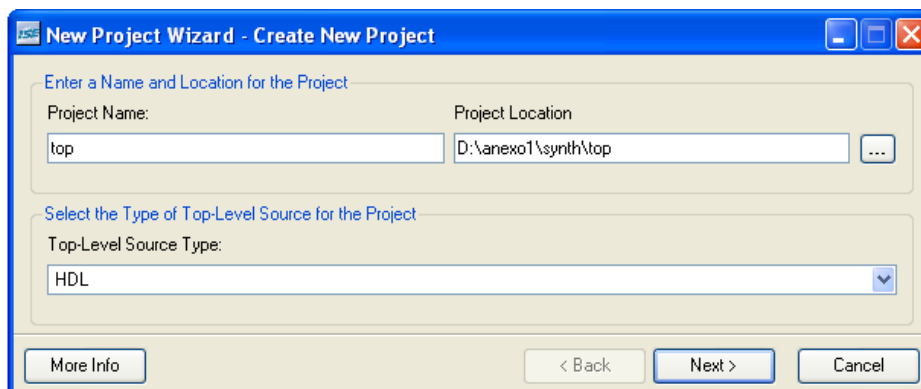 ISE New Project Wizard - Create New Project
Enter a Name and Location for the Project
Project Name: Project Location
top D:\anexo1\synth\top ...
Select the Type of Top-Level Source for the Project
Top-Level Source Type:
HDL
More Info < Back Next > Cancel